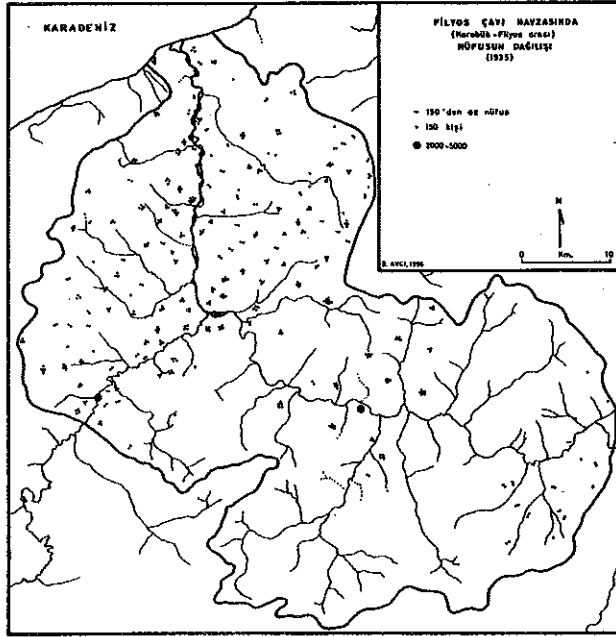 KARADENİZ
FİLYOS ÇAYI HAVZASINDA
(Karabük-Filyos arası)
NÜFUSUN DAĞILIŞI
(1935)
150'den az nüfus
150 kişi
2000-5000
N
0 Km. 10
S. AVCI, 1996